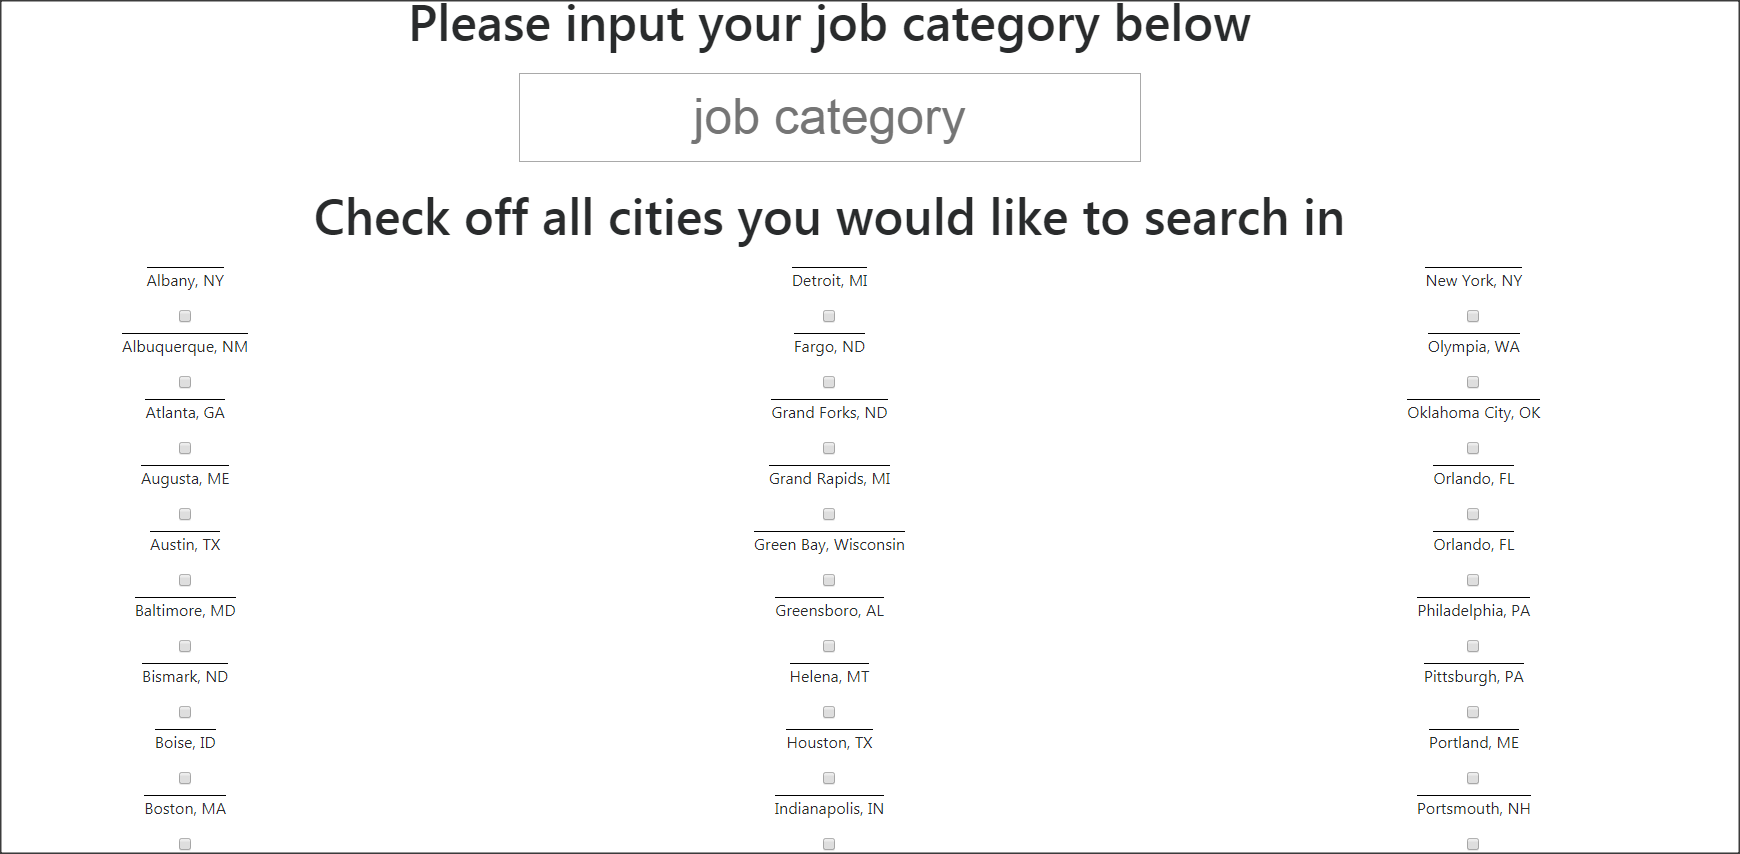 Please input your job category below
job category
Check off all cities you would like to search in
Albany, NY
Detroit, MI
New York, NY
Albuquerque, NM
Fargo, ND
Olympia, WA
Atlanta, GA
Grand Forks, ND
Oklahoma City, OK
Augusta, ME
Grand Rapids, MI
Orlando, FL
Austin, TX
Green Bay, Wisconsin
Orlando, FL
Baltimore, MD
Greensboro, AL
Philadelphia, PA
Bismark, ND
Helena, MT
Pittsburgh, PA
Boise, ID
Houston, TX
Portland, ME
Boston, MA
Indianapolis, IN
Portsmouth, NH